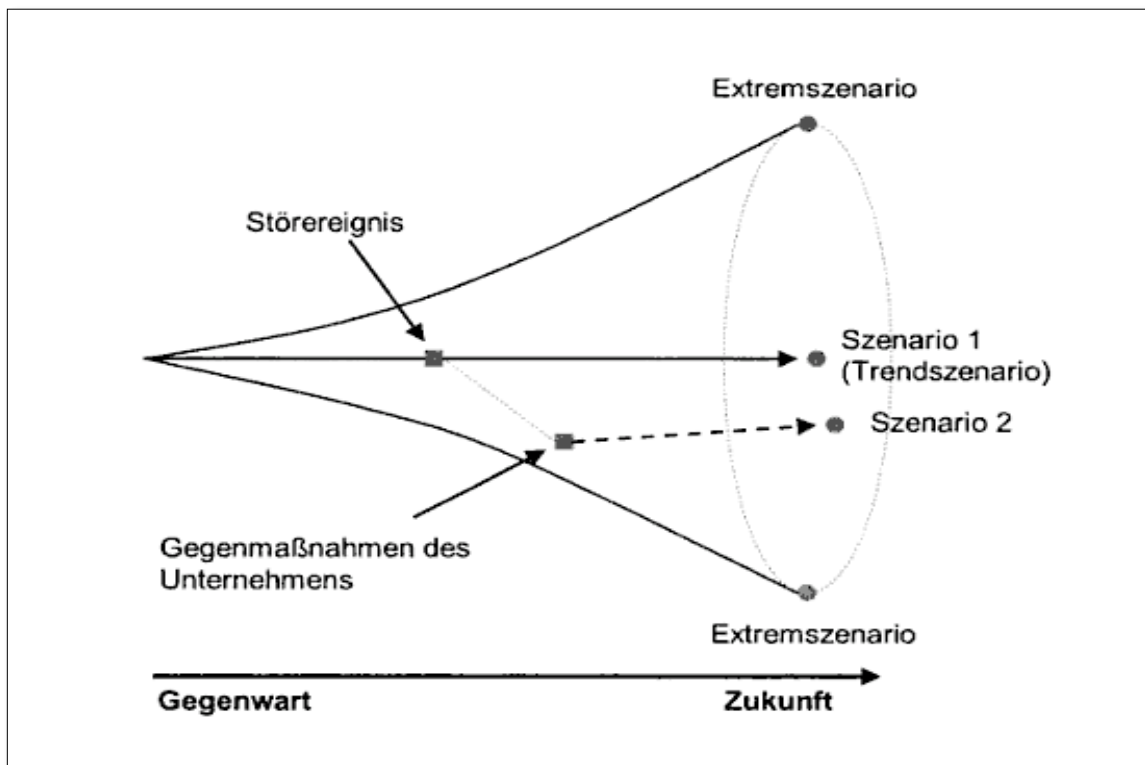 Extremszenario
Störereignis
Szenario 1
(Trendszenario)
Szenario 2
Gegenmaßnahmen des
Unternehmens
Extremszenario
Gegenwart
Zukunft